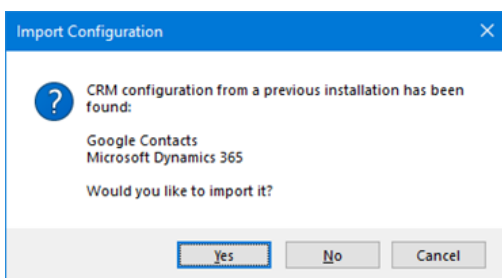 Import Configuration
CRM configuration from a previous installation has been
found:
Google Contacts
Microsoft Dynamics 365
Would you like to import it?
Yes
No
Cancel